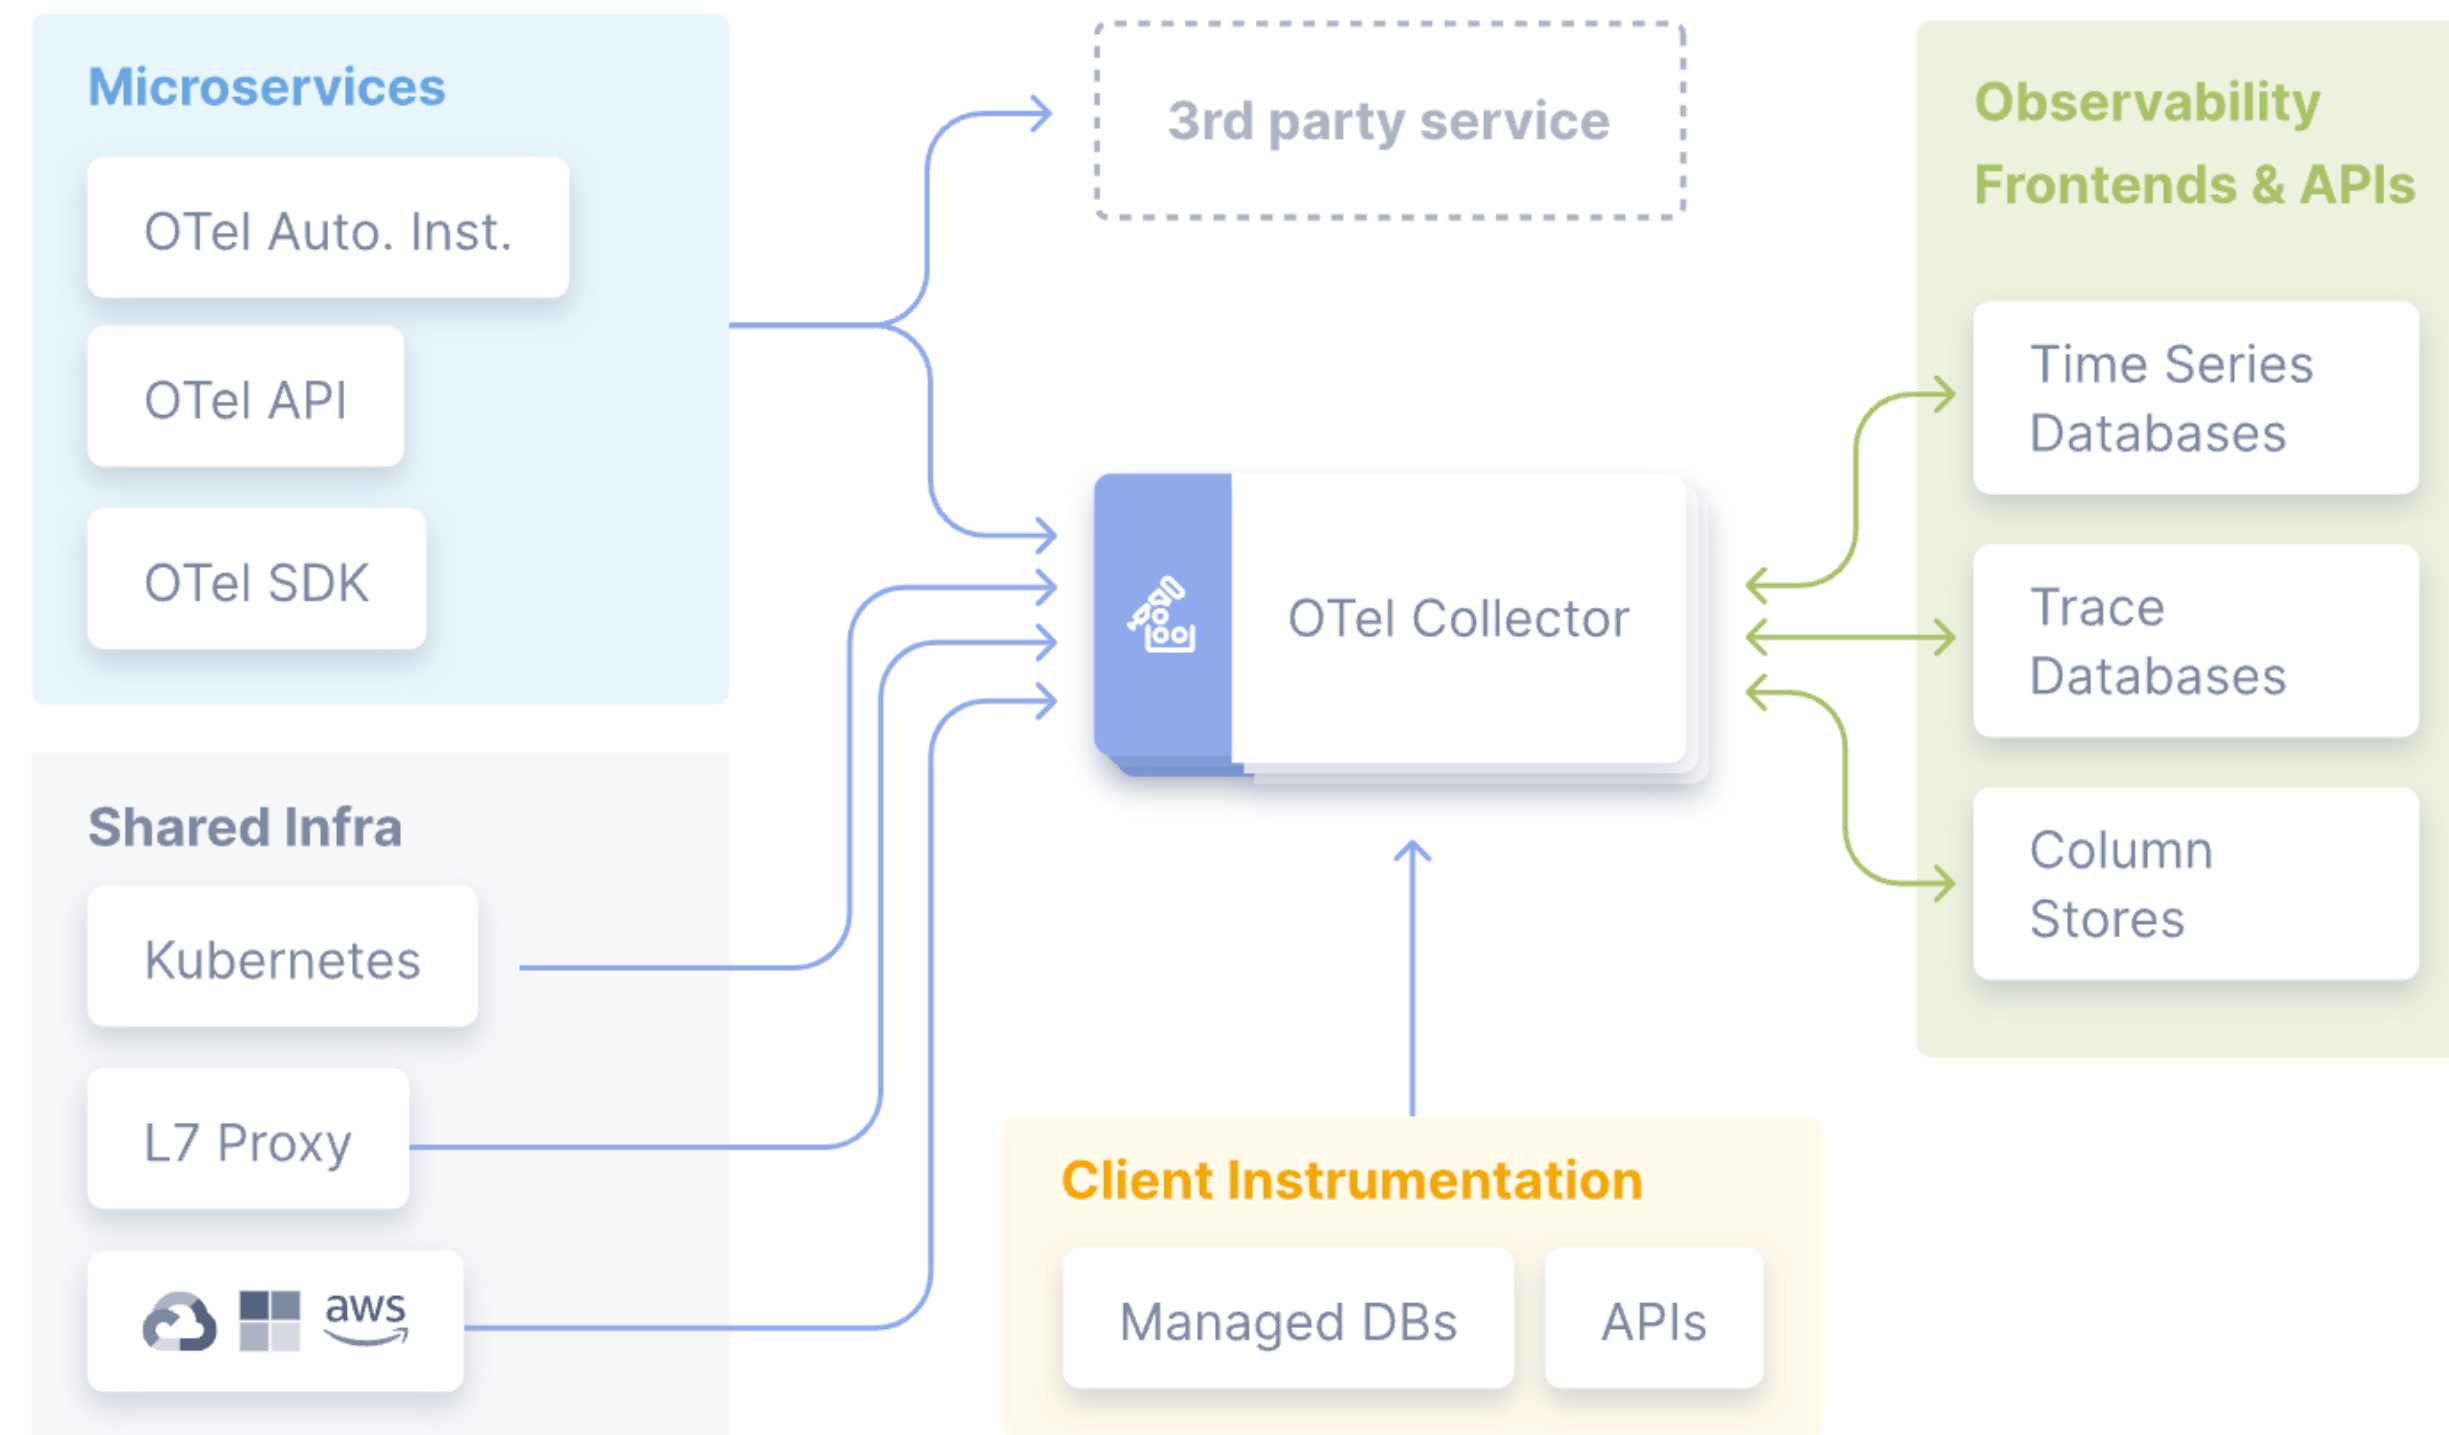 Microservices
OTel Auto. Inst.
OTel API
OTel SDK
Shared Infra
Kubernetes
L7 Proxy
aws
3rd party service
OTel Collector
Client Instrumentation
Managed DBs
APIs
Observability
Frontends & APIs
Time Series
Databases
Trace
Databases
Column
Stores